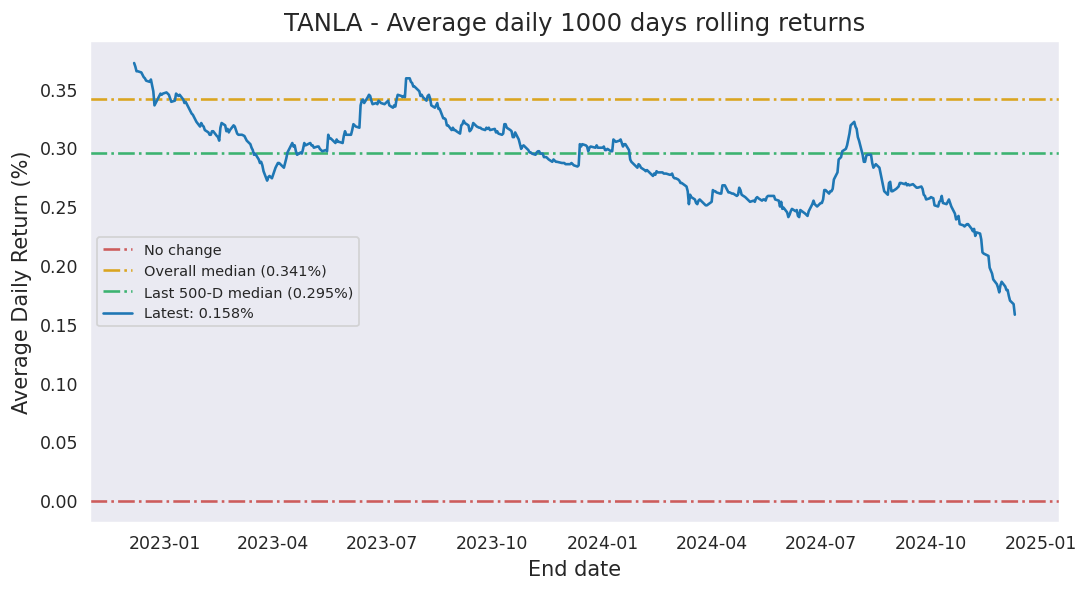 TANLA - Average daily 1000 days rolling returns
Average Daily Return (%)
0.35
0.30
0.25
0.20
0.15
0.10
0.05
0.00
No change
Overall median (0.341%)
Last 500-D median (0.295%)
Latest: 0.158%
2023-01 2023-04 2023-07 2023-10 2024-01 2024-04 2024-07 2024-10 2025-01
End date